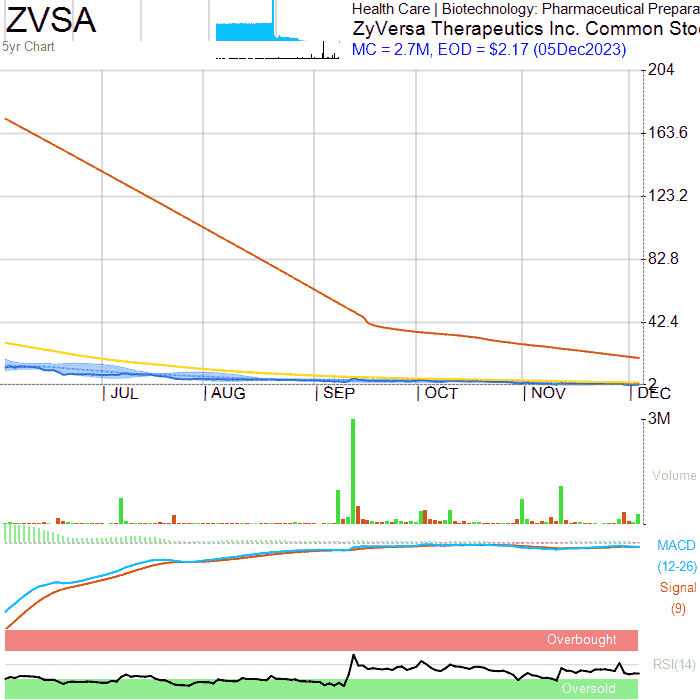 ZVSA
5yr Chart
Health Care | Biotechnology: Pharmaceutical Prepara
ZyVersa Therapeutics Inc. Common Sto
MC = 2.7M, EOD = $2.17 (05Dec2023)
204
163.6
123.2
82.8
42.4
2
JUL AUG SEP OCT NOV DEC
3M
Volume
MACD
(12-26)
Signal
(9)
Overbought
RSI(14)
Oversold